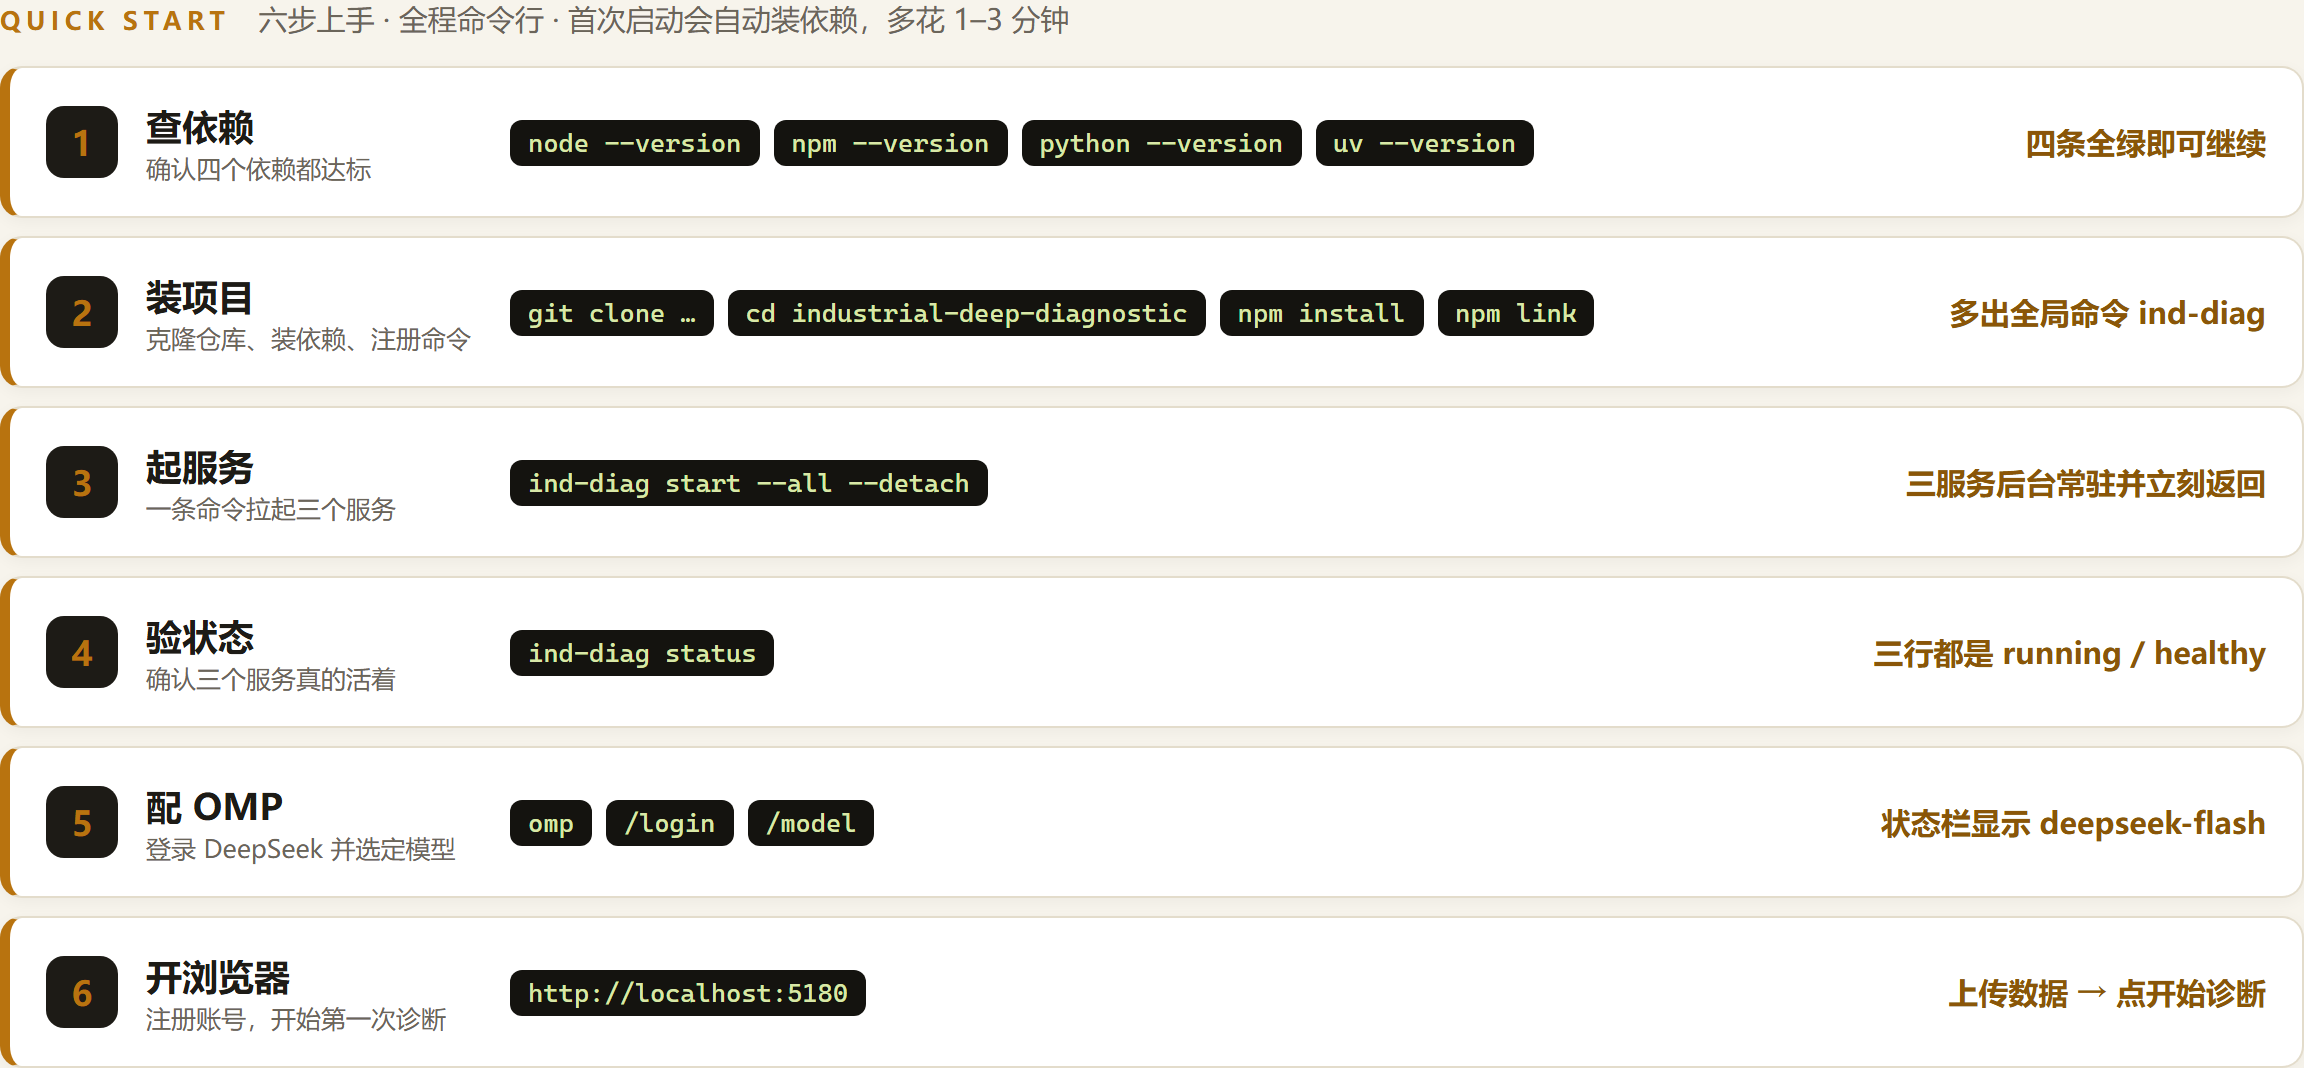 QUICK START 六步上手 · 全程命令行 · 首次启动会自动装依赖，多花 1–3 分钟
1 查依赖
确认四个依赖都达标
node --version npm --version python --version uv --version
四条全绿即可继续
2 装项目
克隆仓库、装依赖、注册命令
git clone … cd industrial-deep-diagnostic npm install npm link
多出全局命令 ind-diag
3 起服务
一条命令拉起三个服务
ind-diag start --all --detach
三服务后台常驻并立刻返回
4 验状态
确认三个服务真的活着
ind-diag status
三行都是 running / healthy
5 配 OMP
登录 DeepSeek 并选定模型
omp /login /model
状态栏显示 deepseek-flash
6 开浏览器
注册账号，开始第一次诊断
http://localhost:5180
上传数据 → 点开始诊断